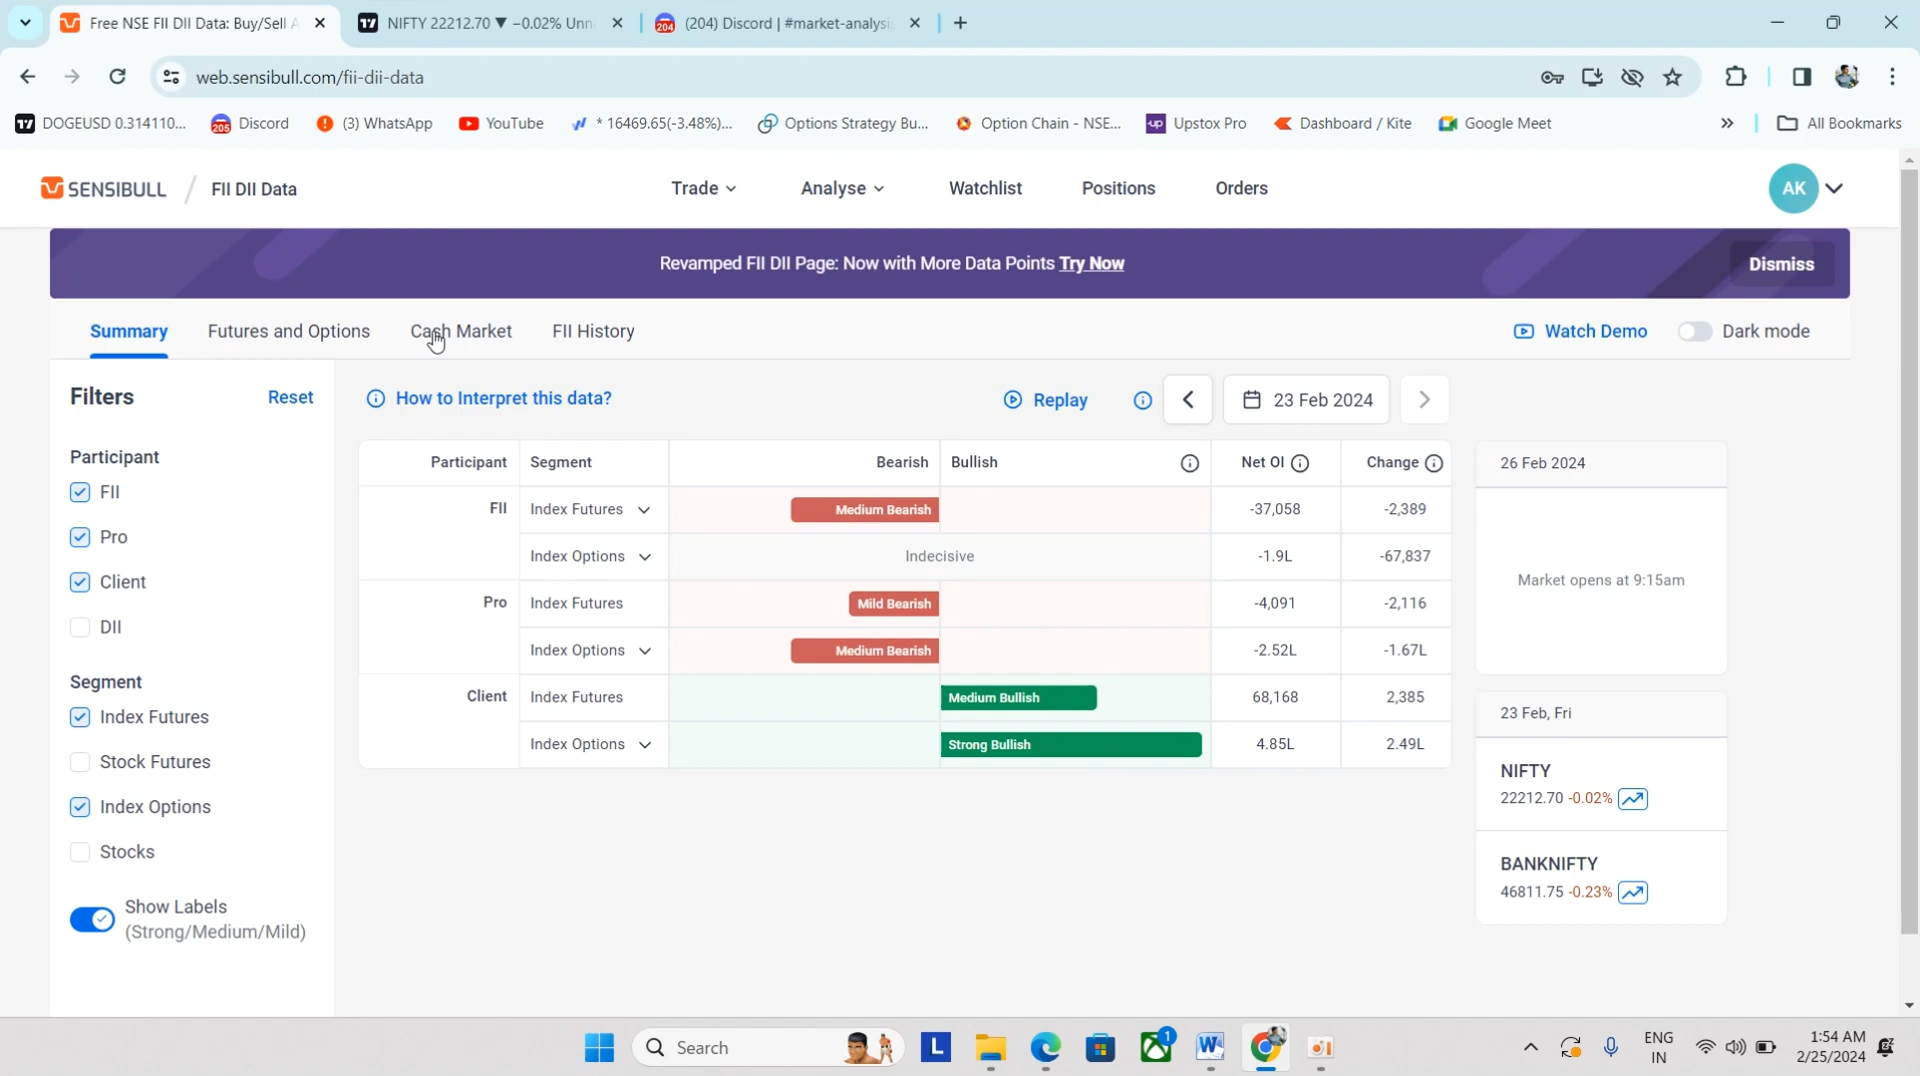 Free NSE FII DII Data: Buy/Sell A
NIFTY 22212.70 ▼ −0.02% Unn
(204) Discord | #market-analysis
web.sensibull.com/fii-dii-data
DOGEUSD 0.314110...
Discord
(3) WhatsApp
YouTube
* 16469.65(-3.48%)...
Options Strategy Bu...
Option Chain - NSE...
Upstox Pro
Dashboard / Kite
Google Meet
All Bookmarks
SENSIBULL
FII DII Data
Trade
Analyse
Watchlist
Positions
Orders
AK
Revamped FII DII Page: Now with More Data Points Try Now
Dismiss
Summary
Futures and Options
Cash Market
FII History
Watch Demo
Dark mode
Filters
Reset
Participant
FII
Pro
Client
DII
Segment
Index Futures
Stock Futures
Index Options
Stocks
Show Labels
(Strong/Medium/Mild)
How to Interpret this data?
Replay
23 Feb 2024
Participant Segment Bearish Bullish Net OI Change
FII Index Futures Medium Bearish -37,058 -2,389
Index Options Indecisive -1.9L -67,837
Pro Index Futures Mild Bearish -4,091 -2,116
Index Options Medium Bearish -2.52L -1.67L
Client Index Futures Medium Bullish 68,168 2,385
Index Options Strong Bullish 4.85L 2.49L
26 Feb 2024
Market opens at 9:15am
23 Feb, Fri
NIFTY
22212.70 -0.02%
BANKNIFTY
46811.75 -0.23%
Search
1
ENG
IN
1:54 AM
2/25/2024